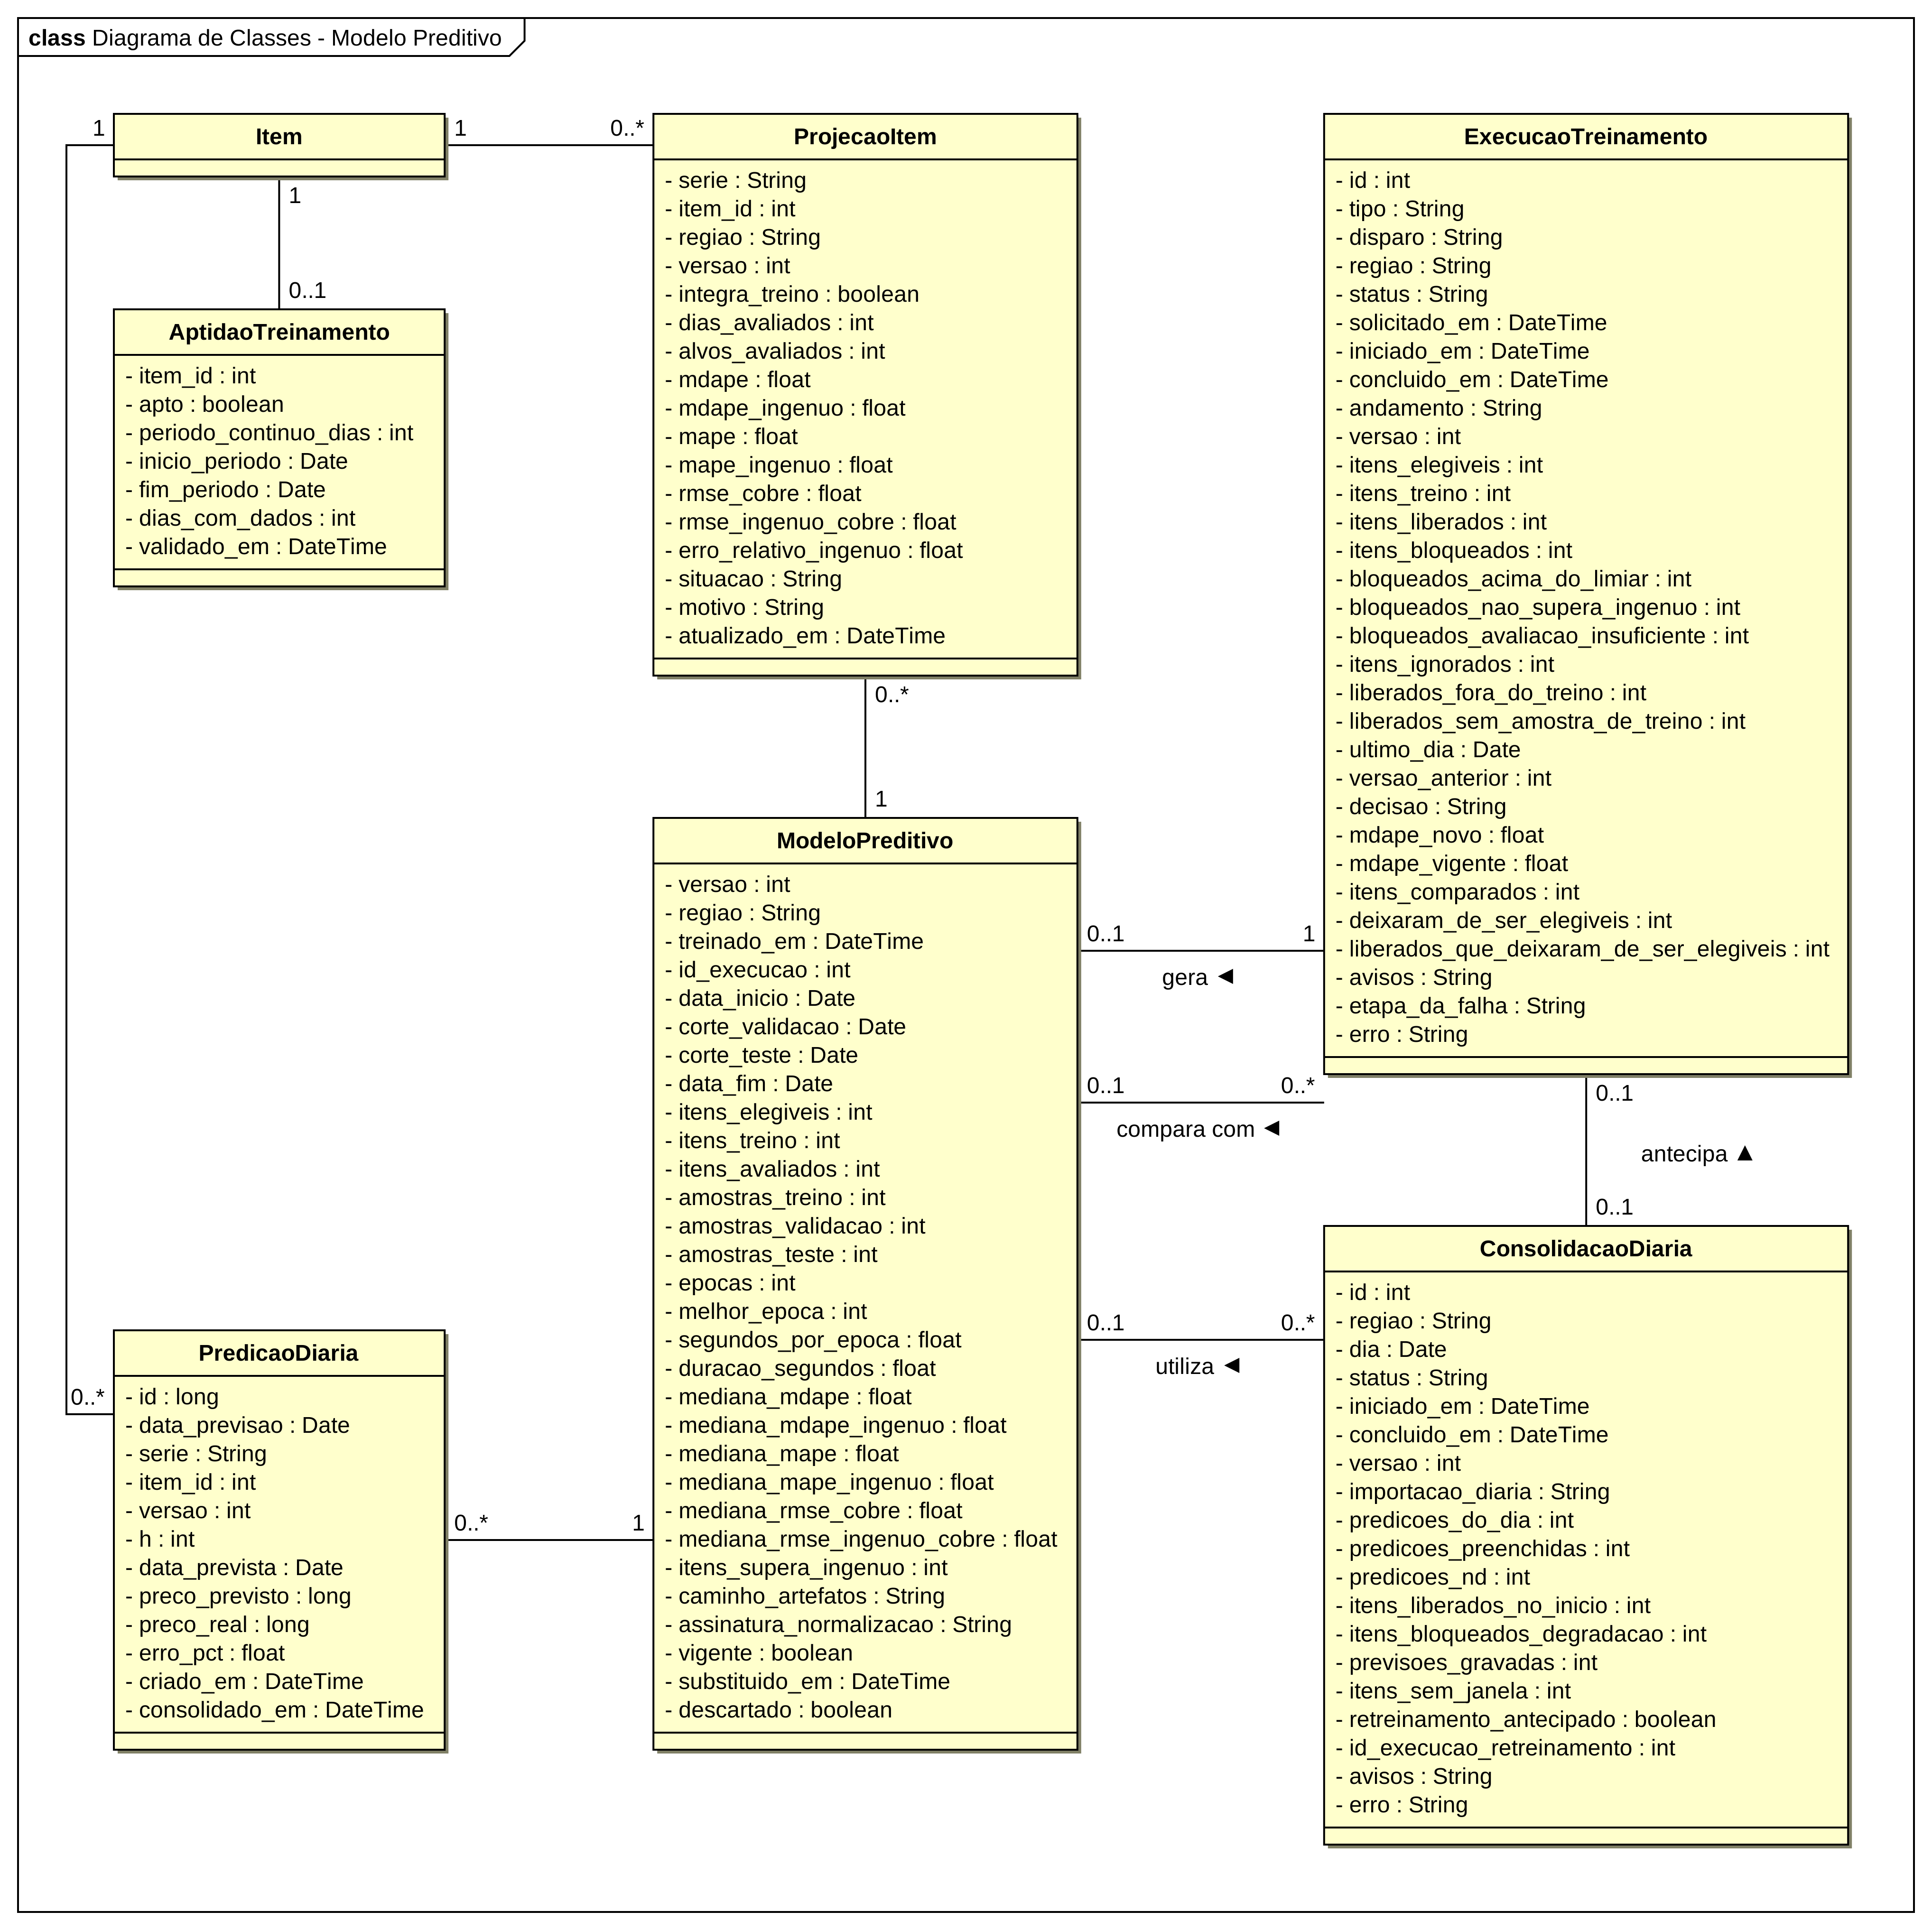 class Diagrama de Classes - Modelo Preditivo
1
Item
1
0..*
1
0..1
AptidaoTreinamento
- item_id : int
- apto : boolean
- periodo_continuo_dias : int
- inicio_periodo : Date
- fim_periodo : Date
- dias_com_dados : int
- validado_em : DateTime
ProjecaoItem
- serie : String
- item_id : int
- regiao : String
- versao : int
- integra_treino : boolean
- dias_avaliados : int
- alvos_avaliados : int
- mdape : float
- mdape_ingenuo : float
- mape : float
- mape_ingenuo : float
- rmse_cobre : float
- rmse_ingenuo_cobre : float
- erro_relativo_ingenuo : float
- situacao : String
- motivo : String
- atualizado_em : DateTime
0..*
1
ExecucaoTreinamento
- id : int
- tipo : String
- disparo : String
- regiao : String
- status : String
- solicitado_em : DateTime
- iniciado_em : DateTime
- concluido_em : DateTime
- andamento : String
- versao : int
- itens_elegiveis : int
- itens_treino : int
- itens_liberados : int
- itens_bloqueados : int
- bloqueados_acima_do_limiar : int
- bloqueados_nao_supera_ingenuo : int
- bloqueados_avaliacao_insuficiente : int
- itens_ignorados : int
- liberados_fora_do_treino : int
- liberados_sem_amostra_de_treino : int
- ultimo_dia : Date
- versao_anterior : int
- decisao : String
- mdape_novo : float
- mdape_vigente : float
- itens_comparados : int
- deixaram_de_ser_elegiveis : int
- liberados_que_deixaram_de_ser_elegiveis : int
- avisos : String
- etapa_da_falha : String
- erro : String
ModeloPreditivo
- versao : int
- regiao : String
- treinado_em : DateTime
- id_execucao : int
- data_inicio : Date
- corte_validacao : Date
- corte_teste : Date
- data_fim : Date
- itens_elegiveis : int
- itens_treino : int
- itens_avaliados : int
- amostras_treino : int
- amostras_validacao : int
- amostras_teste : int
- epocas : int
- melhor_epoca : int
- segundos_por_epoca : float
- duracao_segundos : float
- mediana_mdape : float
- mediana_mdape_ingenuo : float
- mediana_mape : float
- mediana_mape_ingenuo : float
- mediana_rmse_cobre : float
- mediana_rmse_ingenuo_cobre : float
- itens_supera_ingenuo : int
- caminho_artefatos : String
- assinatura_normalizacao : String
- vigente : boolean
- substituido_em : DateTime
- descartado : boolean
0..1
1
gera ◄
0..1
0..*
compara com ◄
0..1
antecipa ▲
0..1
0..1
0..*
utiliza ◄
0..*
PredicaoDiaria
- id : long
- data_previsao : Date
- serie : String
- item_id : int
- versao : int
- h : int
- data_prevista : Date
- preco_previsto : long
- preco_real : long
- erro_pct : float
- criado_em : DateTime
- consolidado_em : DateTime
0..*
1
ConsolidacaoDiaria
- id : int
- regiao : String
- dia : Date
- status : String
- iniciado_em : DateTime
- concluido_em : DateTime
- versao : int
- importacao_diaria : String
- predicoes_do_dia : int
- predicoes_preenchidas : int
- predicoes_nd : int
- itens_liberados_no_inicio : int
- itens_bloqueados_degradacao : int
- previsoes_gravadas : int
- itens_sem_janela : int
- retreinamento_antecipado : boolean
- id_execucao_retreinamento : int
- avisos : String
- erro : String